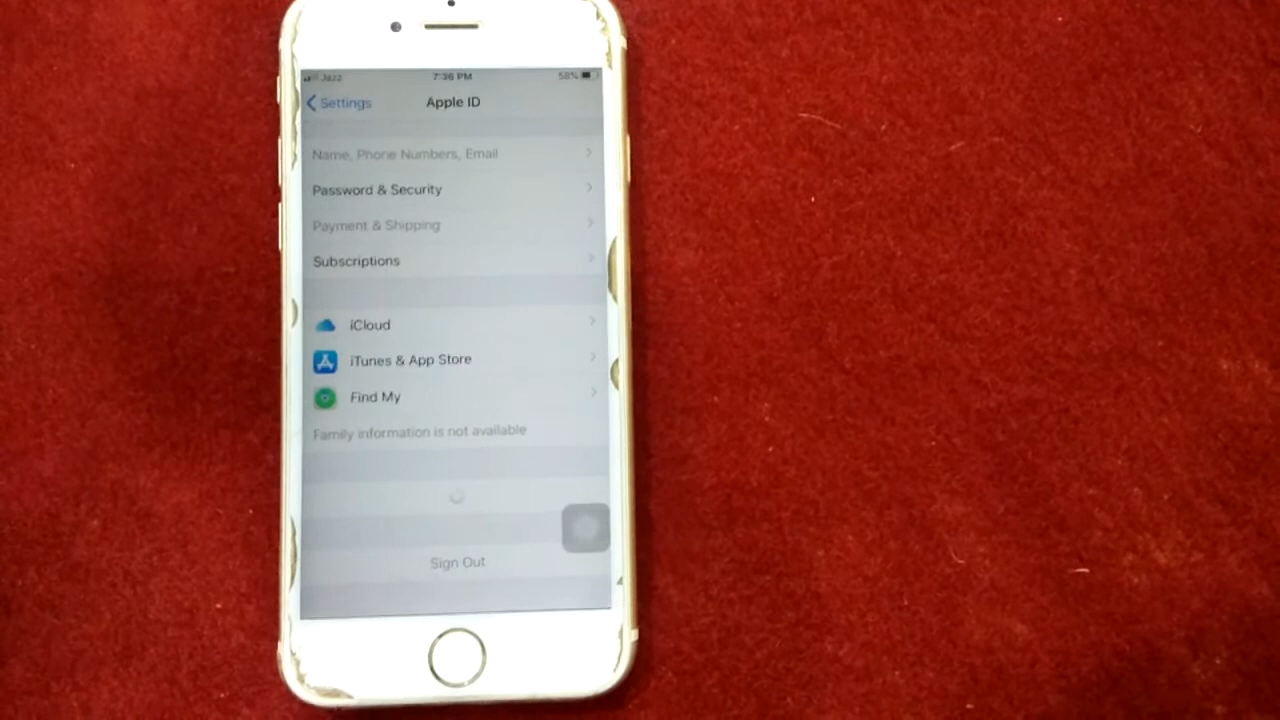 Jazz 7:36 PM 58%
Settings Apple ID
Name, Phone Numbers, Email
Password & Security
Payment & Shipping
Subscriptions
iCloud
iTunes & App Store
Find My
Family information is not available
Sign Out